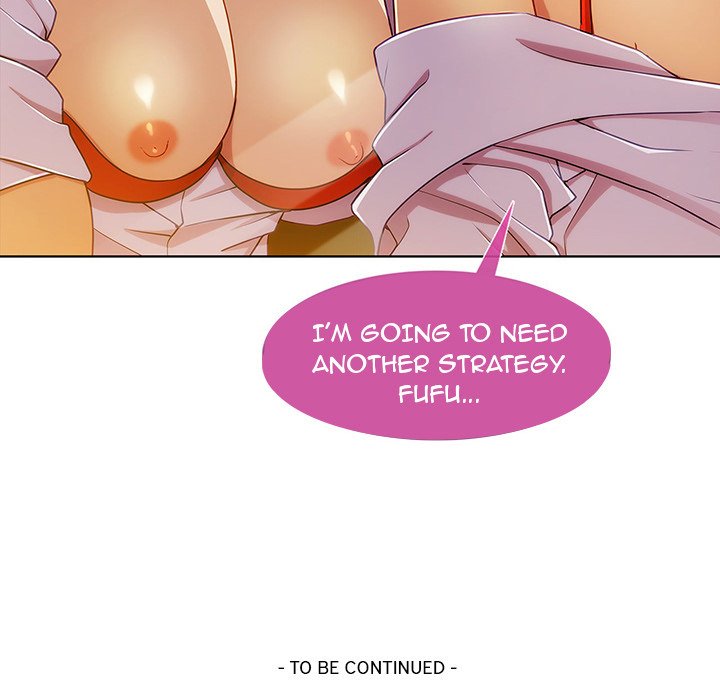 I'M GOING TO NEED
ANOTHER STRATEGY.
FUFU...
- TO BE CONTINUED -